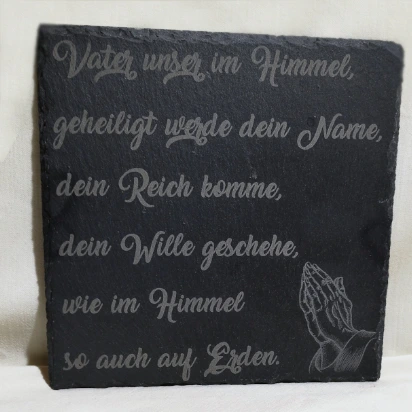 Vater unser im Himmel,
geheiligt werde dein Name,
dein Reich komme,
dein Wille geschehe,
wie im Himmel
so auch auf Erden.